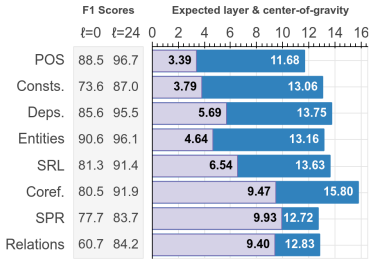 F1 Scores Expected layer & center-of-gravity
ℓ=0 ℓ=24 0 2 4 6 8 10 12 14 16
POS 88.5 96.7 3.39 11.68
Consts. 73.6 87.0 3.79 13.06
Deps. 85.6 95.5 5.69 13.75
Entities 90.6 96.1 4.64 13.16
SRL 81.3 91.4 6.54 13.63
Coref. 80.5 91.9 9.47 15.80
SPR 77.7 83.7 9.93 12.72
Relations 60.7 84.2 9.40 12.83